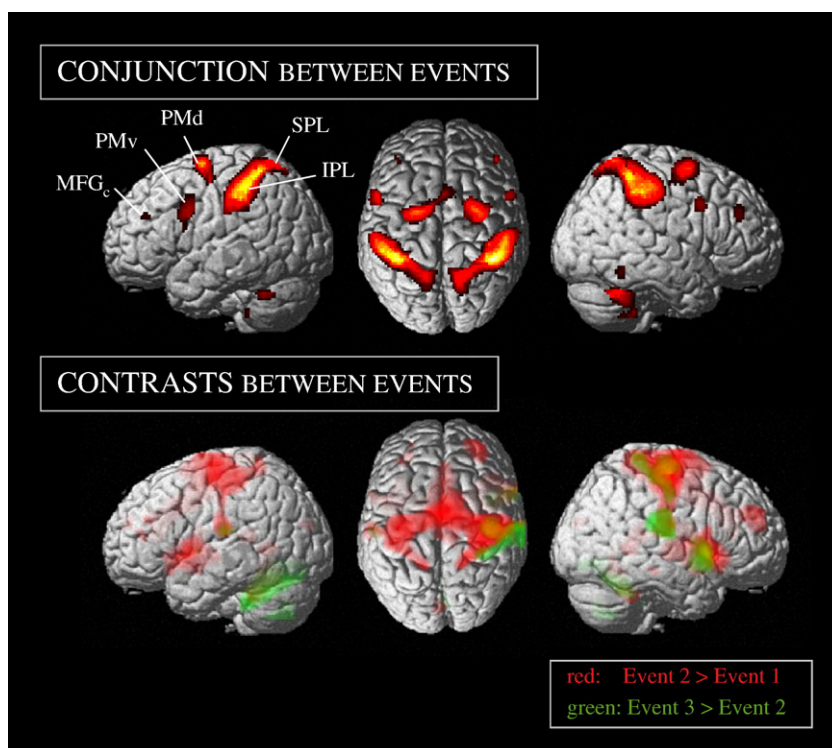 CONJUNCTION BETWEEN EVENTS
PMd
SPL
PMv
IPL
MFGc
CONTRASTS BETWEEN EVENTS
red: Event 2 > Event 1
green: Event 3 > Event 2